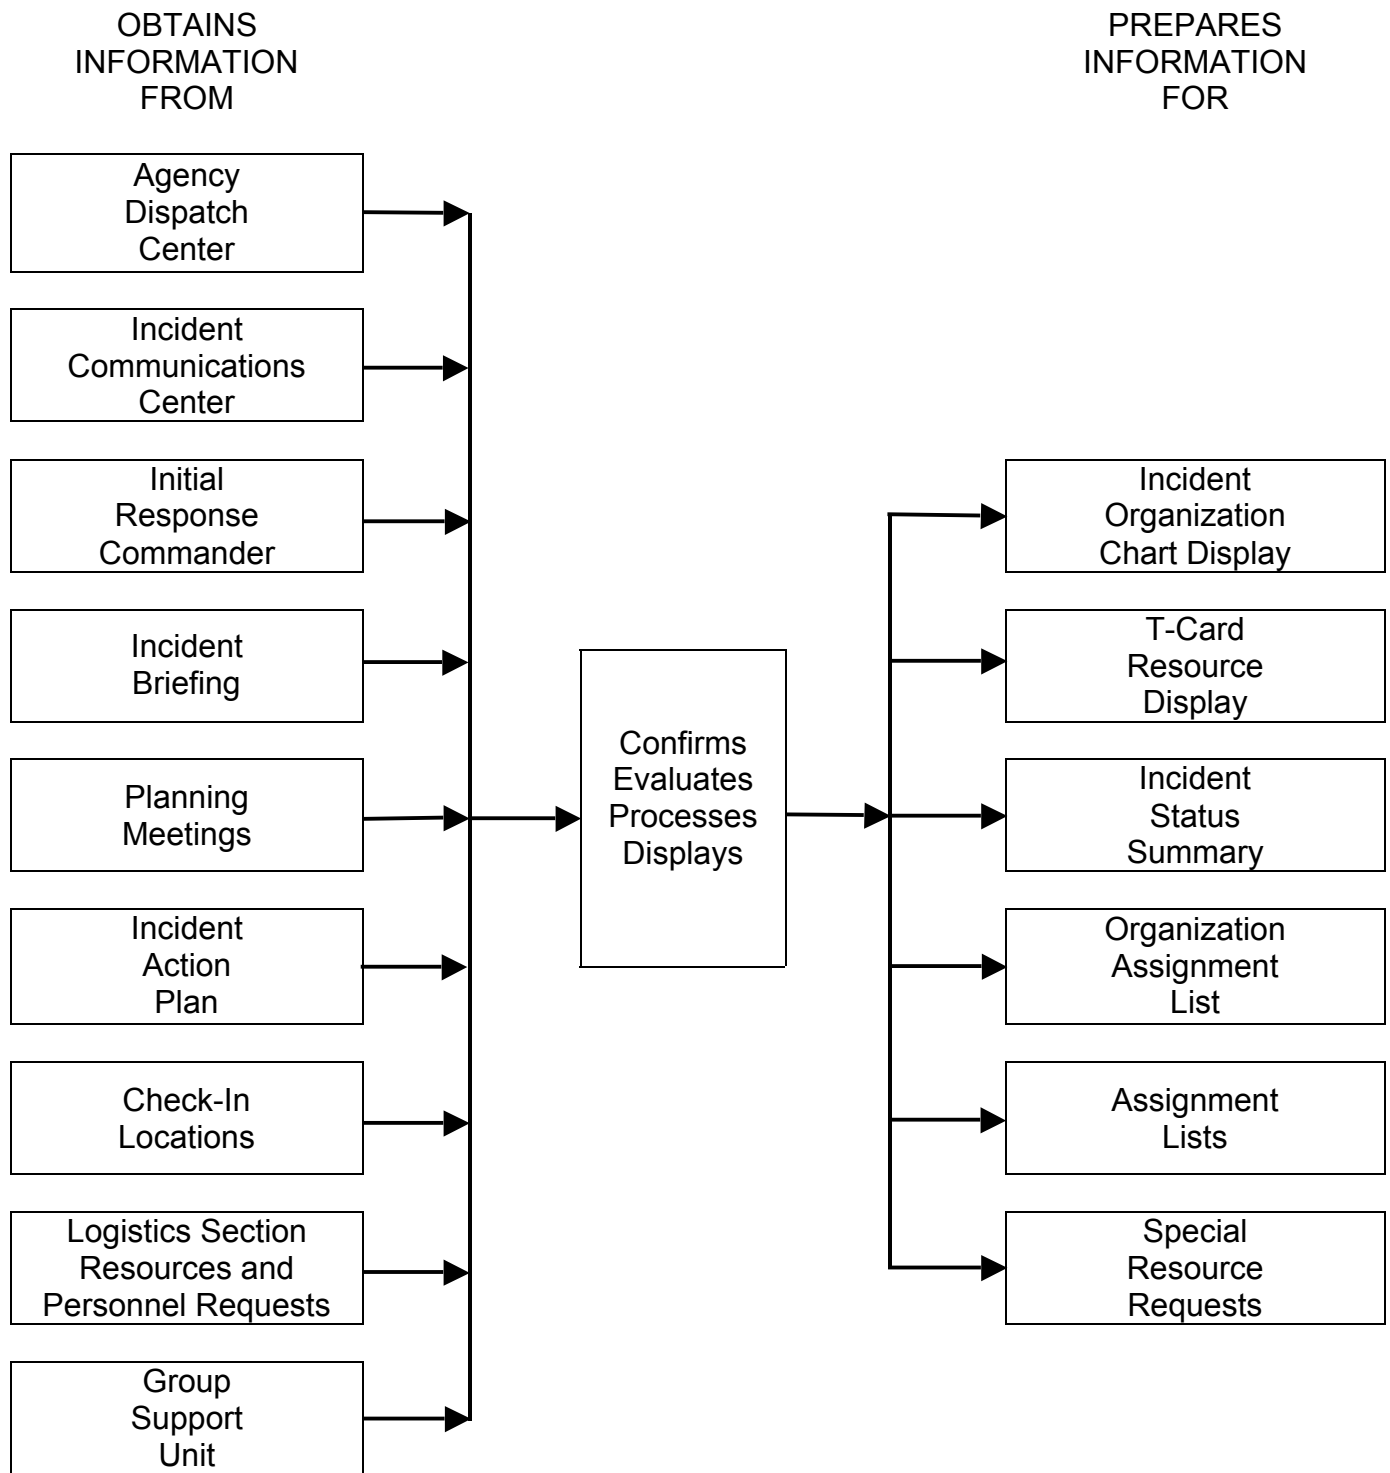 OBTAINS
INFORMATION
FROM
PREPARES
INFORMATION
FOR
Agency
Dispatch
Center
Incident
Communications
Center
Initial
Response
Commander
Incident
Briefing
Planning
Meetings
Incident
Action
Plan
Check-In
Locations
Logistics Section
Resources and
Personnel Requests
Group
Support
Unit
Confirms
Evaluates
Processes
Displays
Incident
Organization
Chart Display
T-Card
Resource
Display
Incident
Status
Summary
Organization
Assignment
List
Assignment
Lists
Special
Resource
Requests